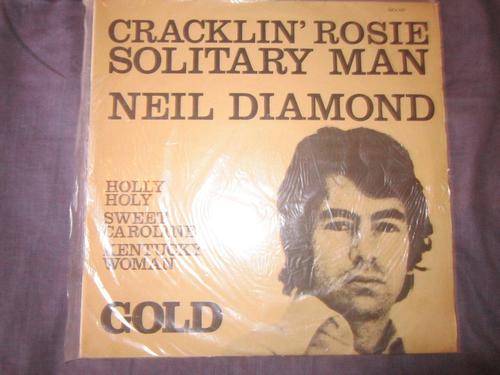 CRACKLIN' ROSIE
SOLITARY MAN
NEIL DIAMOND
HOLLY
HOLY
SWEET
CAROLINE
KENTUCKY
WOMAN
GOLD